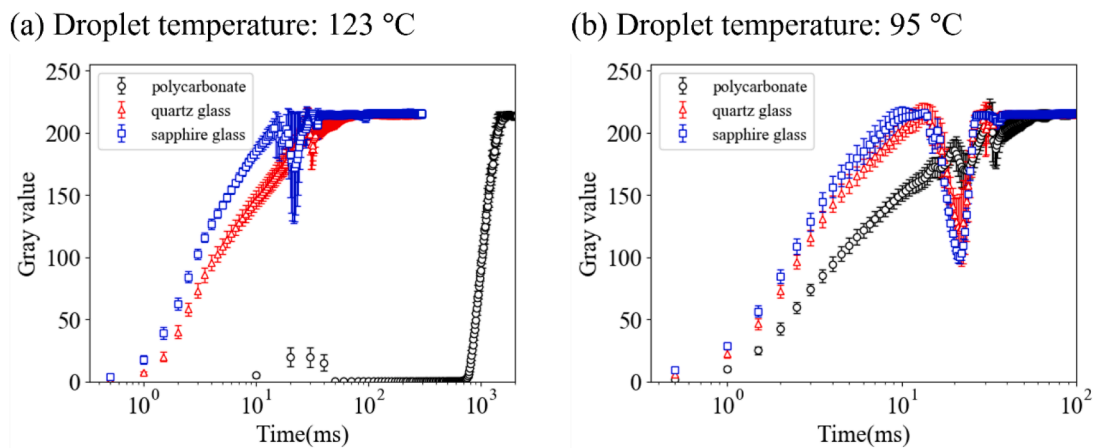 (a) Droplet temperature: 123 °C
250
200
150
100
50
0
Gray value
polycarbonate
quartz glass
sapphire glass
10⁰
10¹
10²
10³
Time(ms)
(b) Droplet temperature: 95 °C
250
200
150
100
50
0
Gray value
polycarbonate
quartz glass
sapphire glass
10⁰
10¹
10²
Time(ms)